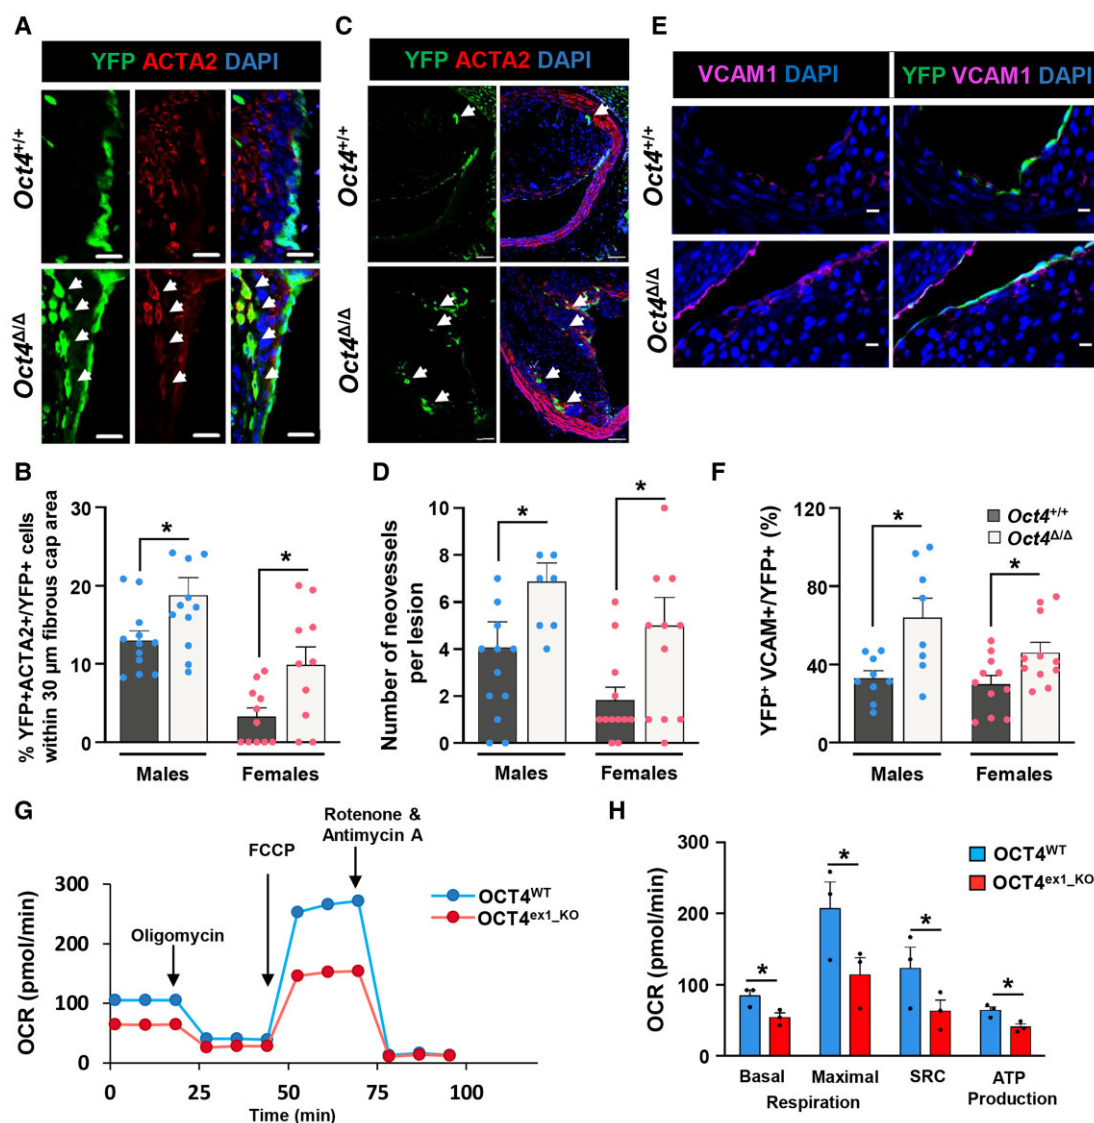 A
YFP ACTA2 DAPI
Oct4+/+
Oct4Δ/Δ
C
YFP ACTA2 DAPI
Oct4+/+
Oct4Δ/Δ
E
VCAM1 DAPI
YFP VCAM1 DAPI
Oct4+/+
Oct4Δ/Δ
B
% YFP+ACTA2+/YFP+ cells
within 30 µm fibrous cap area
30
20
10
0
*
*
Males
Females
D
Number of neovessels
per lesion
10
8
6
4
2
0
*
*
Males
Females
F
YFP+ VCAM+/YFP+ (%)
120
80
40
0
*
*
Oct4+/+
Oct4Δ/Δ
Males
Females
G
OCR (pmol/min)
300
200
100
0
Oligomycin
FCCP
Rotenone &
Antimycin A
OCT4WT
OCT4ex1_KO
0
25
50
75
100
Time (min)
H
OCR (pmol/min)
300
200
100
0
*
*
*
*
OCT4WT
OCT4ex1_KO
Basal
Maximal
SRC
ATP
Respiration
Production